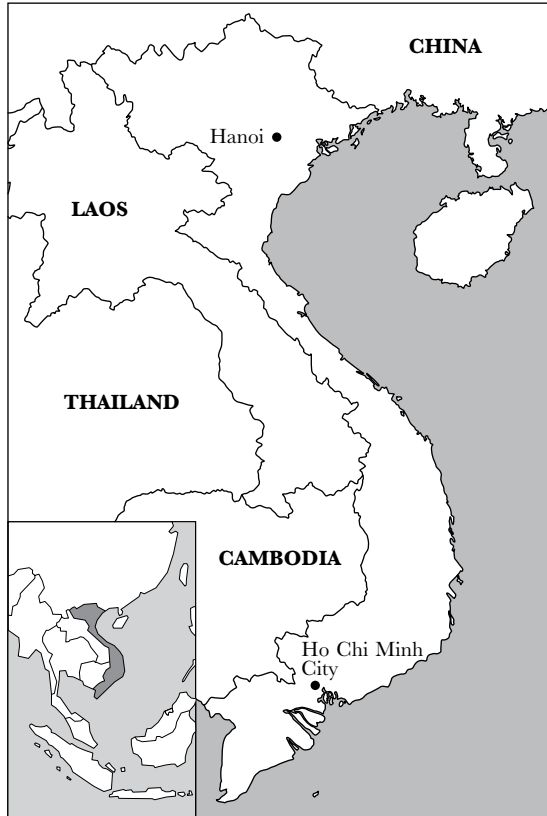 CHINA
Hanoi
LAOS
THAILAND
CAMBODIA
Ho Chi Minh
City